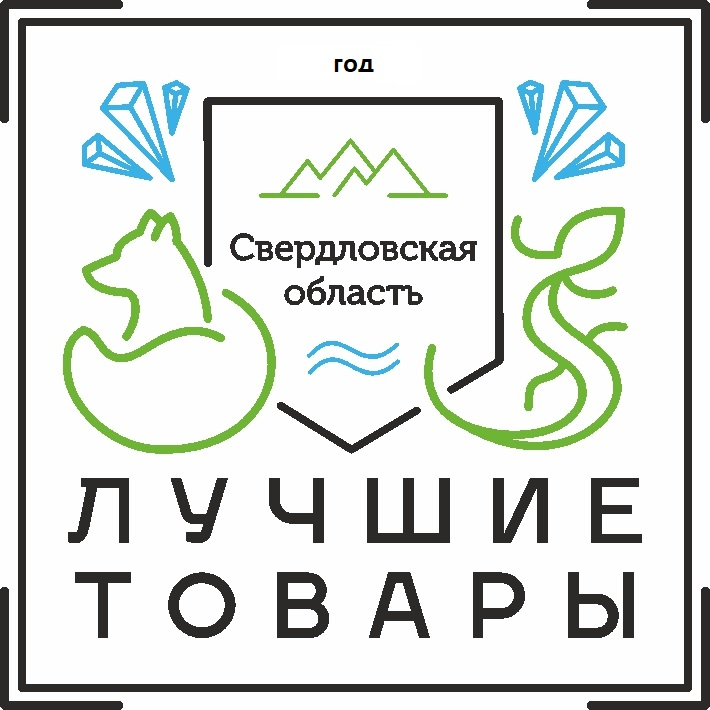 год
Свердловская
область
ЛУЧШИЕ
ТОВАРЫ